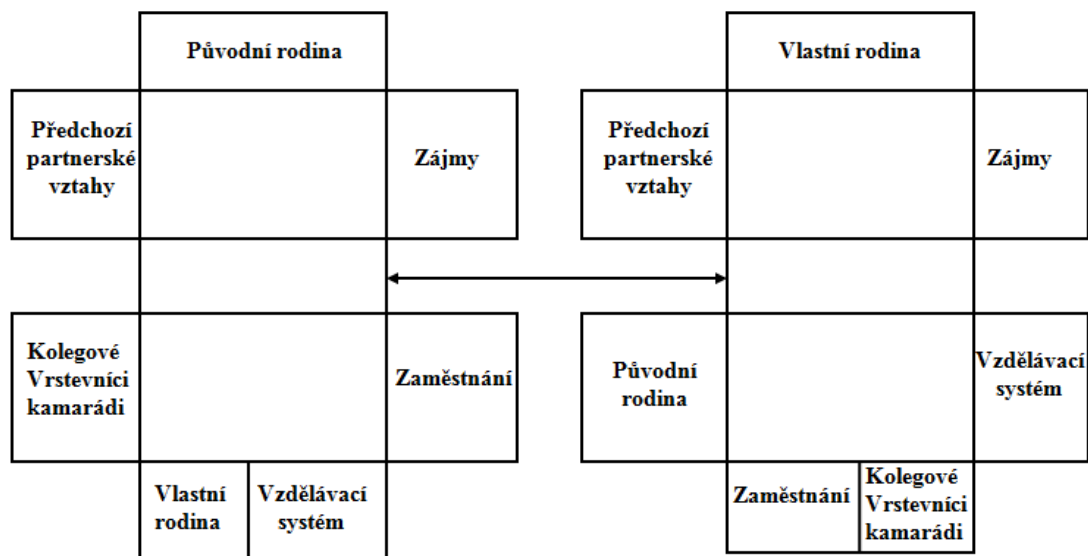 Původní rodina
Předchozí
partnerské
vztahy
Zájmy
Kolegové
Vrstevníci
kamarádi
Zaměstnání
Vlastní
rodina
Vzdělávací
systém
Vlastní rodina
Předchozí
partnerské
vztahy
Zájmy
Původní
rodina
Vzdělávací
systém
Zaměstnání
Kolegové
Vrstevníci
kamarádi